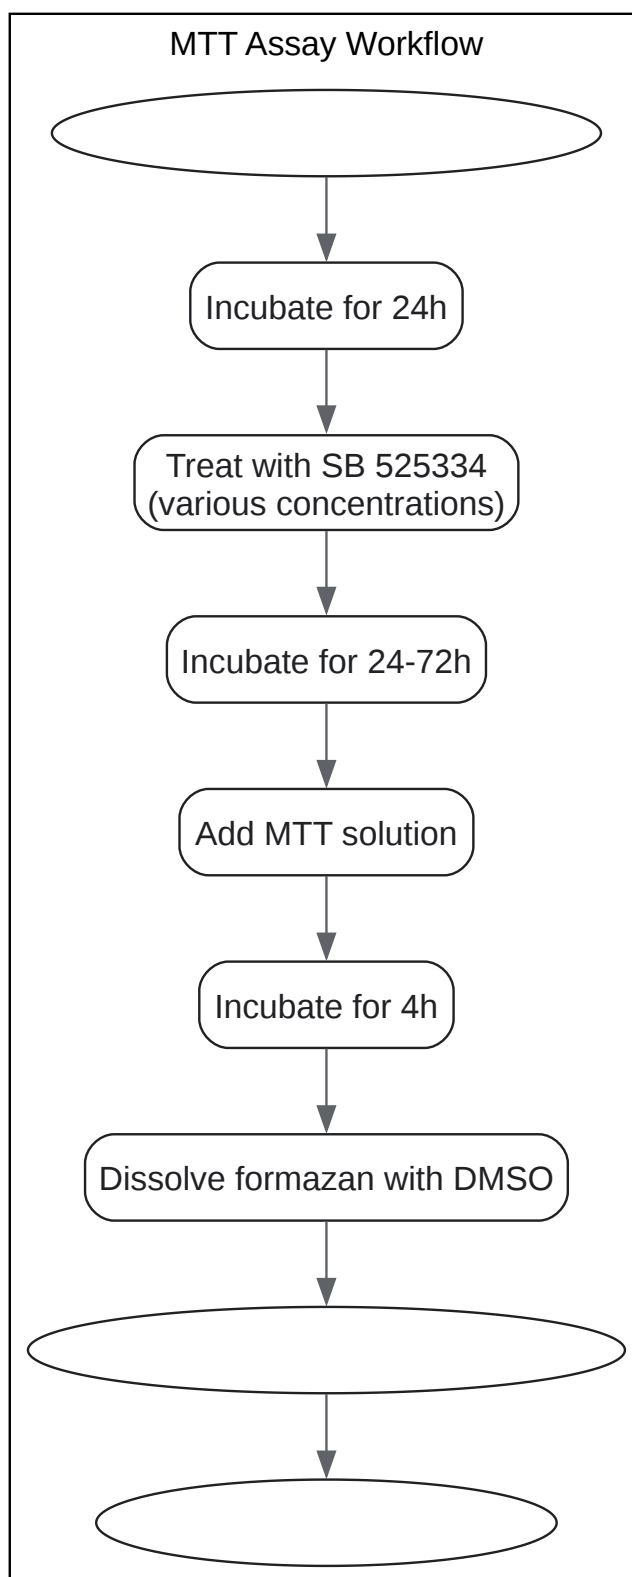 MTT Assay Workflow
Incubate for 24h
Treat with SB 525334
(various concentrations)
Incubate for 24-72h
Add MTT solution
Incubate for 4h
Dissolve formazan with DMSO